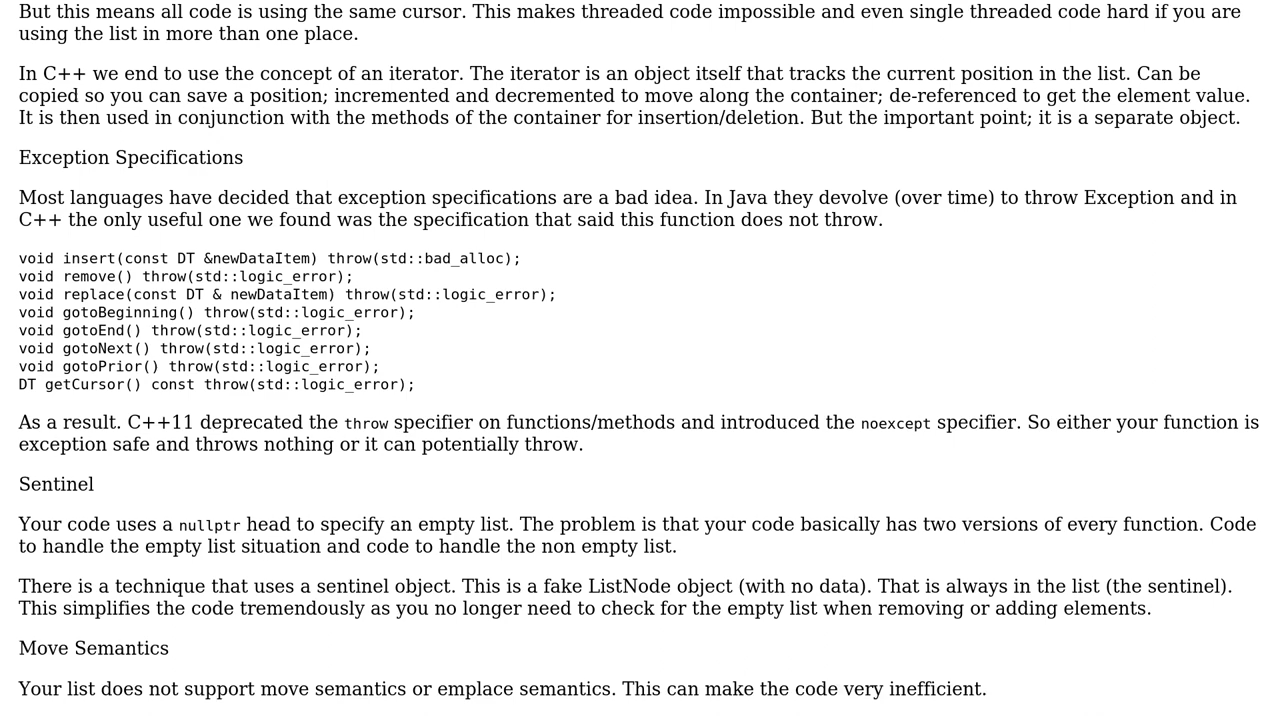 But this means all code is using the same cursor. This makes threaded code impossible and even single threaded code hard if you are
using the list in more than one place.
In C++ we end to use the concept of an iterator. The iterator is an object itself that tracks the current position in the list. Can be
copied so you can save a position; incremented and decremented to move along the container; de-referenced to get the element value.
It is then used in conjunction with the methods of the container for insertion/deletion. But the important point; it is a separate object.
Exception Specifications
Most languages have decided that exception specifications are a bad idea. In Java they devolve (over time) to throw Exception and in
C++ the only useful one we found was the specification that said this function does not throw.
void insert(const DT &newDataItem) throw(std::bad_alloc);
void remove() throw(std::logic_error);
void replace(const DT & newDataItem) throw(std::logic_error);
void gotoBeginning() throw(std::logic_error);
void gotoEnd() throw(std::logic_error);
void gotoNext() throw(std::logic_error);
void gotoPrior() throw(std::logic_error);
DT getCursor() const throw(std::logic_error);
As a result. C++11 deprecated the throw specifier on functions/methods and introduced the noexcept specifier. So either your function is
exception safe and throws nothing or it can potentially throw.
Sentinel
Your code uses a nullptr head to specify an empty list. The problem is that your code basically has two versions of every function. Code
to handle the empty list situation and code to handle the non empty list.
There is a technique that uses a sentinel object. This is a fake ListNode object (with no data). That is always in the list (the sentinel).
This simplifies the code tremendously as you no longer need to check for the empty list when removing or adding elements.
Move Semantics
Your list does not support move semantics or emplace semantics. This can make the code very inefficient.